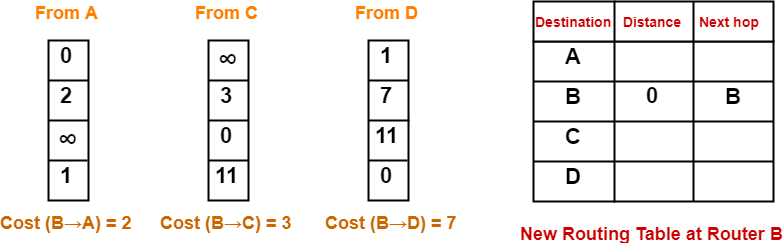 From A From C From D
Destination Distance Next hop
0 ∞ 1 A
2 3 7 B 0 B
∞ 0 11 C
1 11 0 D
Cost (B→A) = 2 Cost (B→C) = 3 Cost (B→D) = 7
New Routing Table at Router B